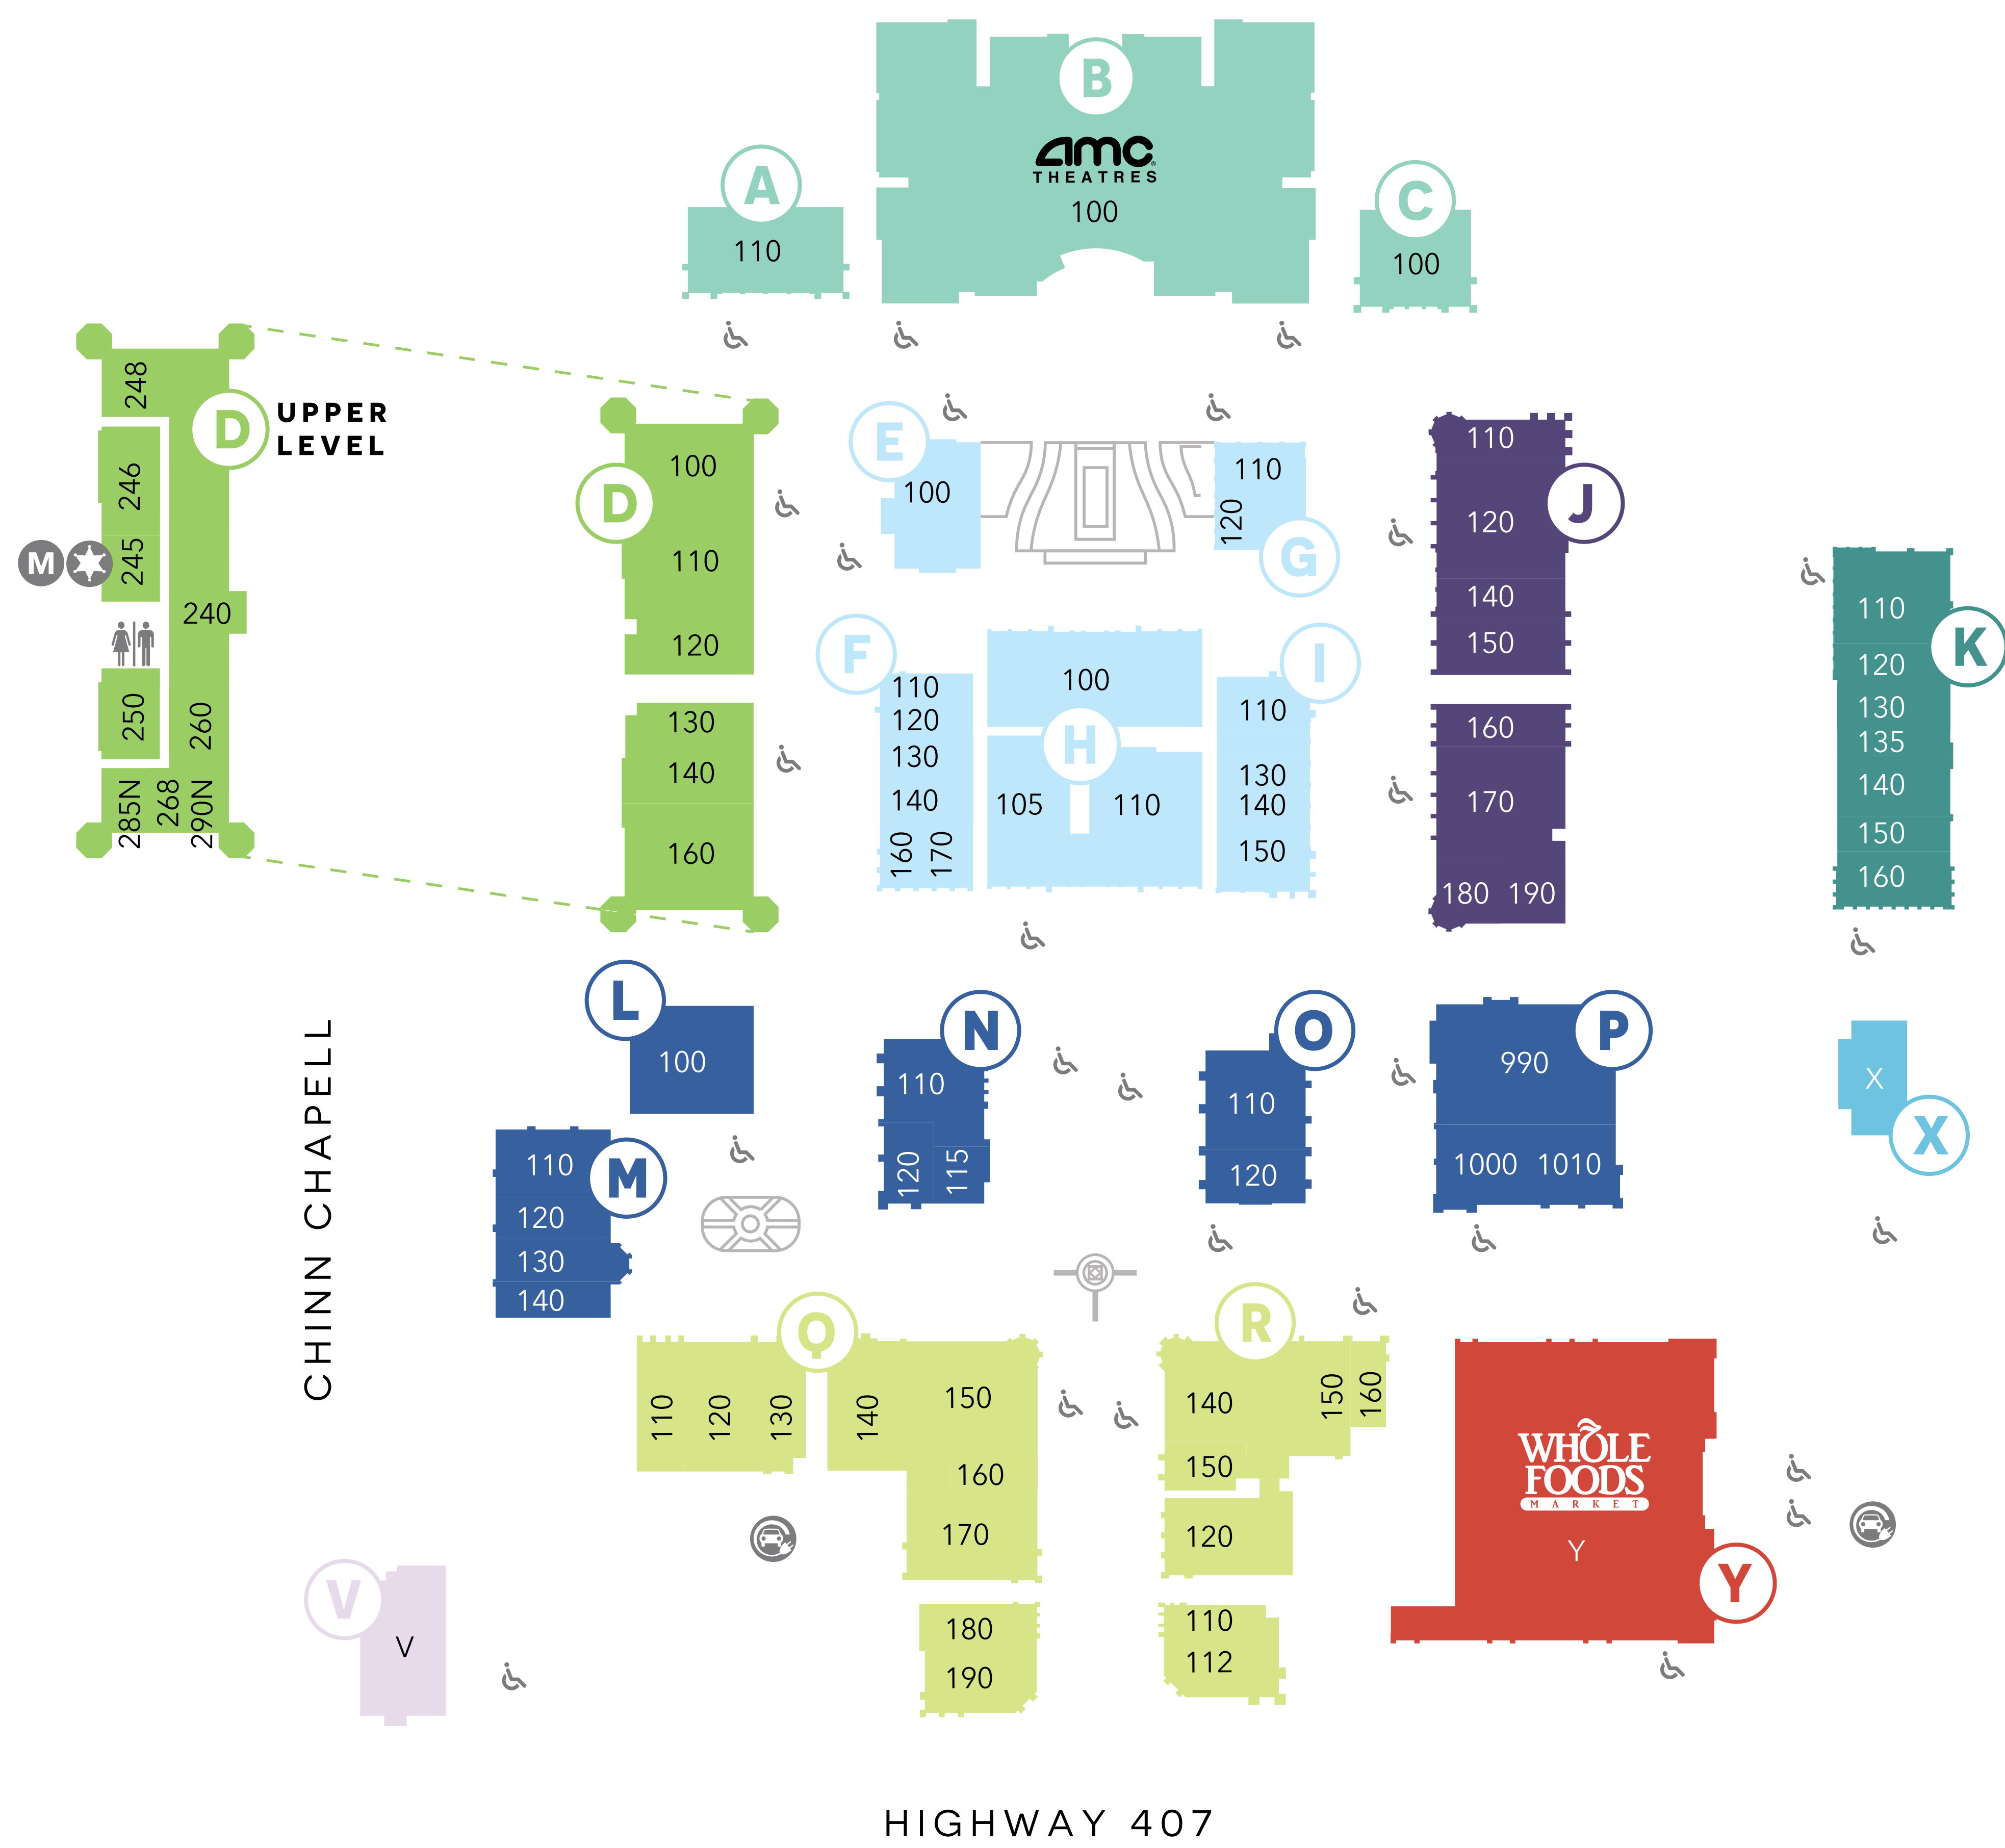 B
amc
THEATRES
100
A
110
C
100
248
D
UPPER
LEVEL
246
M
245
240
250
260
285N
268
290N
D
100
110
120
130
140
160
E
100
110
120
G
F
110
120
130
140
160
170
100
H
105
110
I
110
130
140
150
J
110
120
140
150
160
170
180
190
K
110
120
130
135
140
150
160
CHINN CHAPELL
L
100
M
110
120
130
140
N
110
120
115
O
110
120
P
990
1000
1010
X
X
Q
110
120
130
140
150
160
170
180
190
R
140
150
160
150
120
110
112
WHOLE
FOODS
MARKET
Y
Y
V
V
HIGHWAY 407